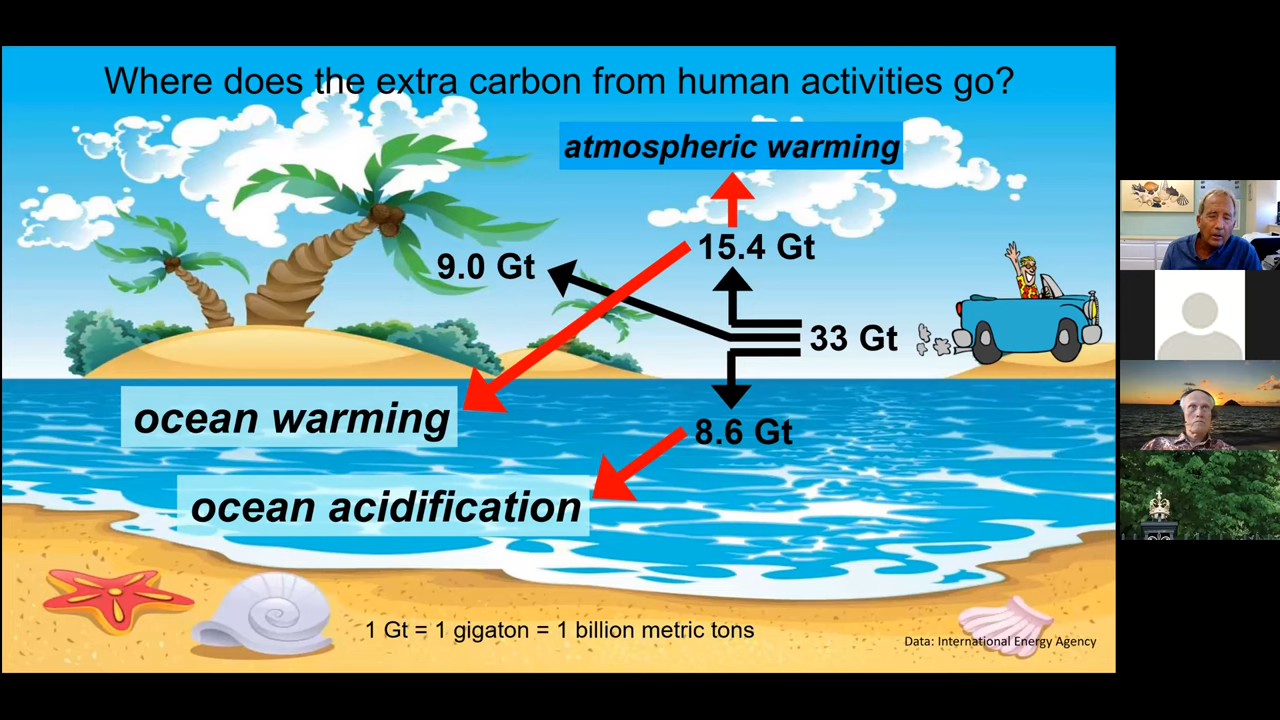 Where does the extra carbon from human activities go?
atmospheric warming
15.4 Gt
9.0 Gt
33 Gt
ocean warming
8.6 Gt
ocean acidification
1 Gt = 1 gigaton = 1 billion metric tons
Data: International Energy Agency